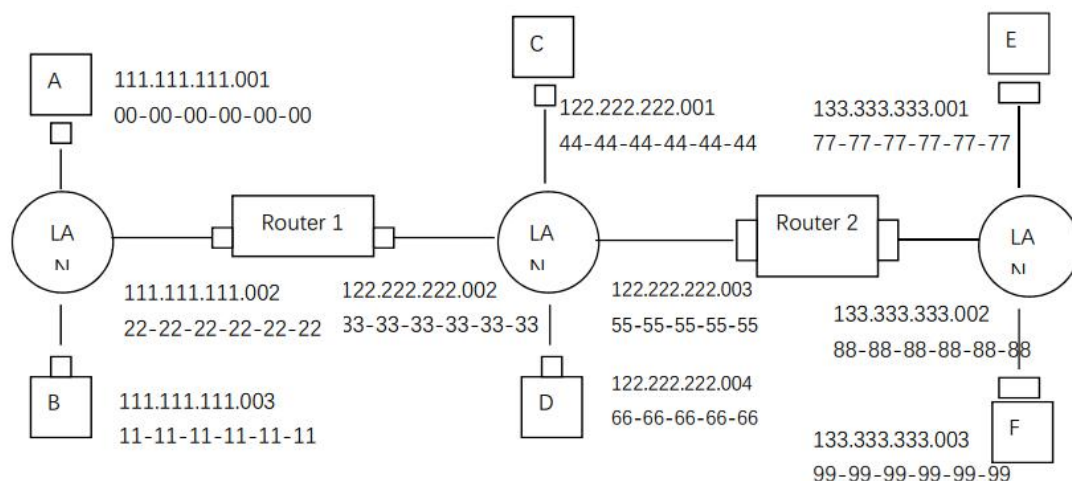 A
111.111.111.001
00-00-00-00-00-00
C
122.222.222.001
44-44-44-44-44-44
E
133.333.333.001
77-77-77-77-77-77
LA
N
Router 1
LA
N
Router 2
LA
N
111.111.111.002
22-22-22-22-22-22
122.222.222.002
33-33-33-33-33-33
122.222.222.003
55-55-55-55-55
133.333.333.002
88-88-88-88-88-88
B
111.111.111.003
11-11-11-11-11-11
D
122.222.222.004
66-66-66-66-66
F
133.333.333.003
99-99-99-99-99-99